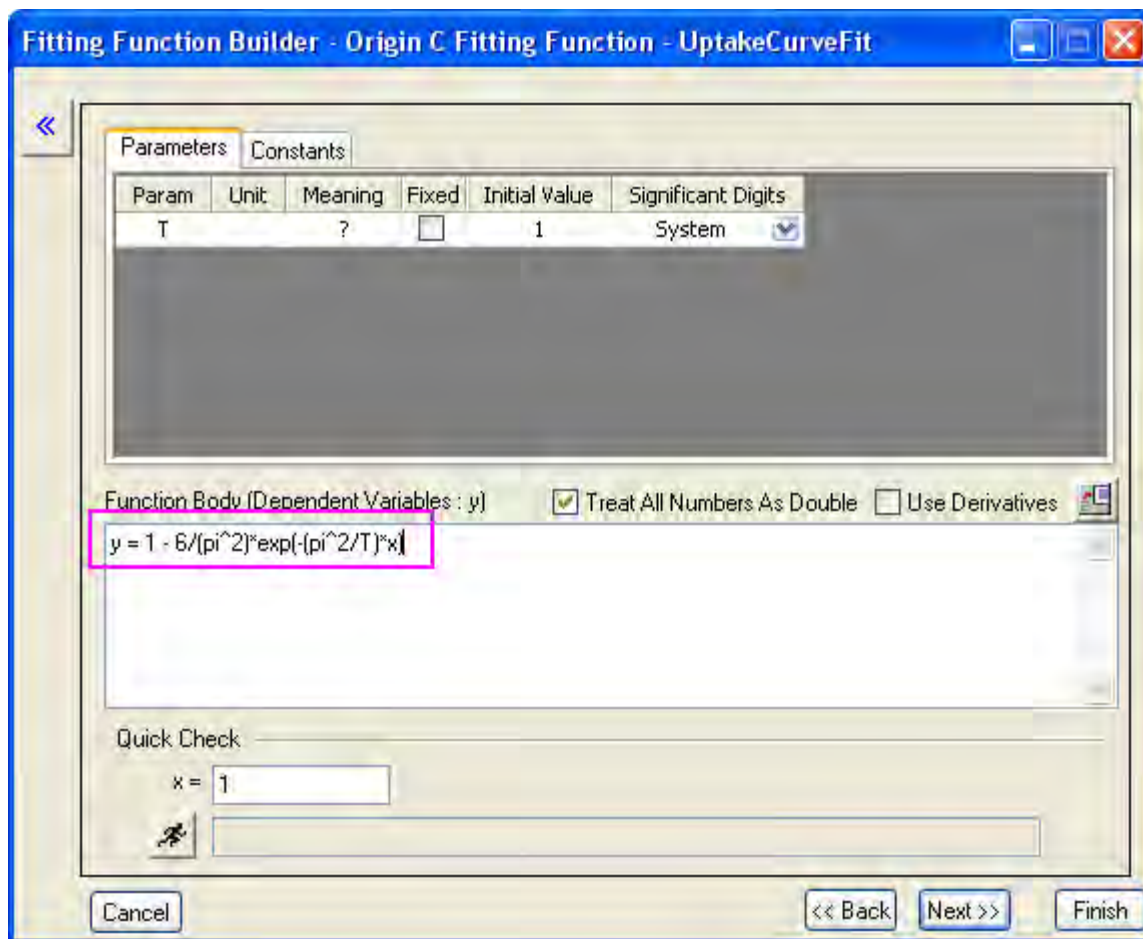 Fitting Function Builder - Origin C Fitting Function - UptakeCurveFit
«
Parameters Constants
Param Unit Meaning Fixed Initial Value Significant Digits
T ? 1 System
Function Body (Dependent Variables : y) Treat All Numbers As Double Use Derivatives
y = 1 - 6/(pi^2)*exp(-(pi^2/T)*x)
Quick Check
x = 1
Cancel << Back Next >> Finish